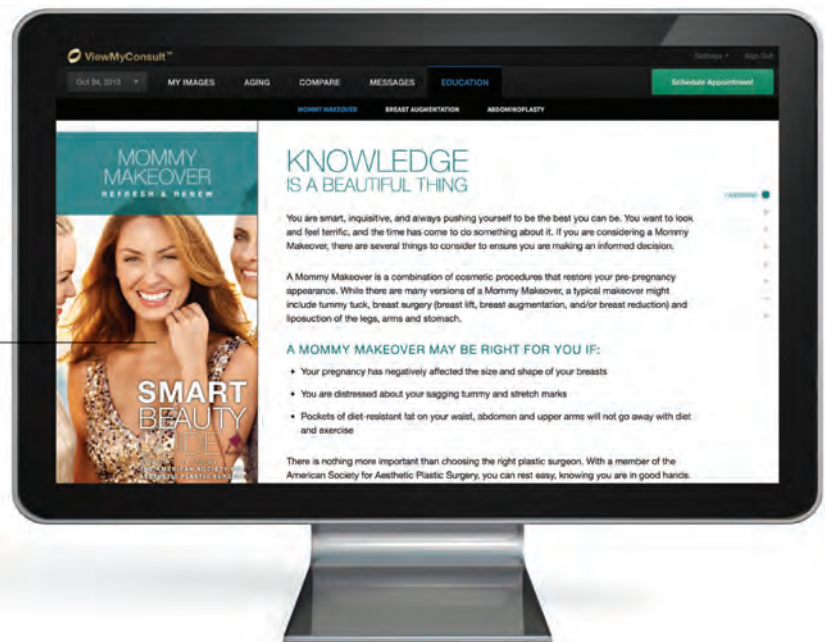 ViewMyConsult™
Settings Sign Out
Oct 24, 2013 MY IMAGES AGING COMPARE MESSAGES EDUCATION Schedule Appointment
MOMMY MAKEOVER BREAST AUGMENTATION ABDOMINOPLASTY
MOMMY
MAKEOVER
REFRESH & RENEW
SMART
BEAUTY
THE AMERICAN SOCIETY FOR
AESTHETIC PLASTIC SURGERY
KNOWLEDGE
IS A BEAUTIFUL THING
You are smart, inquisitive, and always pushing yourself to be the best you can be. You want to look
and feel terrific, and the time has come to do something about it. If you are considering a Mommy
Makeover, there are several things to consider to ensure you are making an informed decision.
A Mommy Makeover is a combination of cosmetic procedures that restore your pre-pregnancy
appearance. While there are many versions of a Mommy Makeover, a typical makeover might
include tummy tuck, breast surgery (breast lift, breast augmentation, and/or breast reduction) and
liposuction of the legs, arms and stomach.
A MOMMY MAKEOVER MAY BE RIGHT FOR YOU IF:
• Your pregnancy has negatively affected the size and shape of your breasts
• You are distressed about your sagging tummy and stretch marks
• Pockets of diet-resistant fat on your waist, abdomen and upper arms will not go away with diet
and exercise
There is nothing more important than choosing the right plastic surgeon. With a member of the
American Society for Aesthetic Plastic Surgery, you can rest easy, knowing you are in good hands.